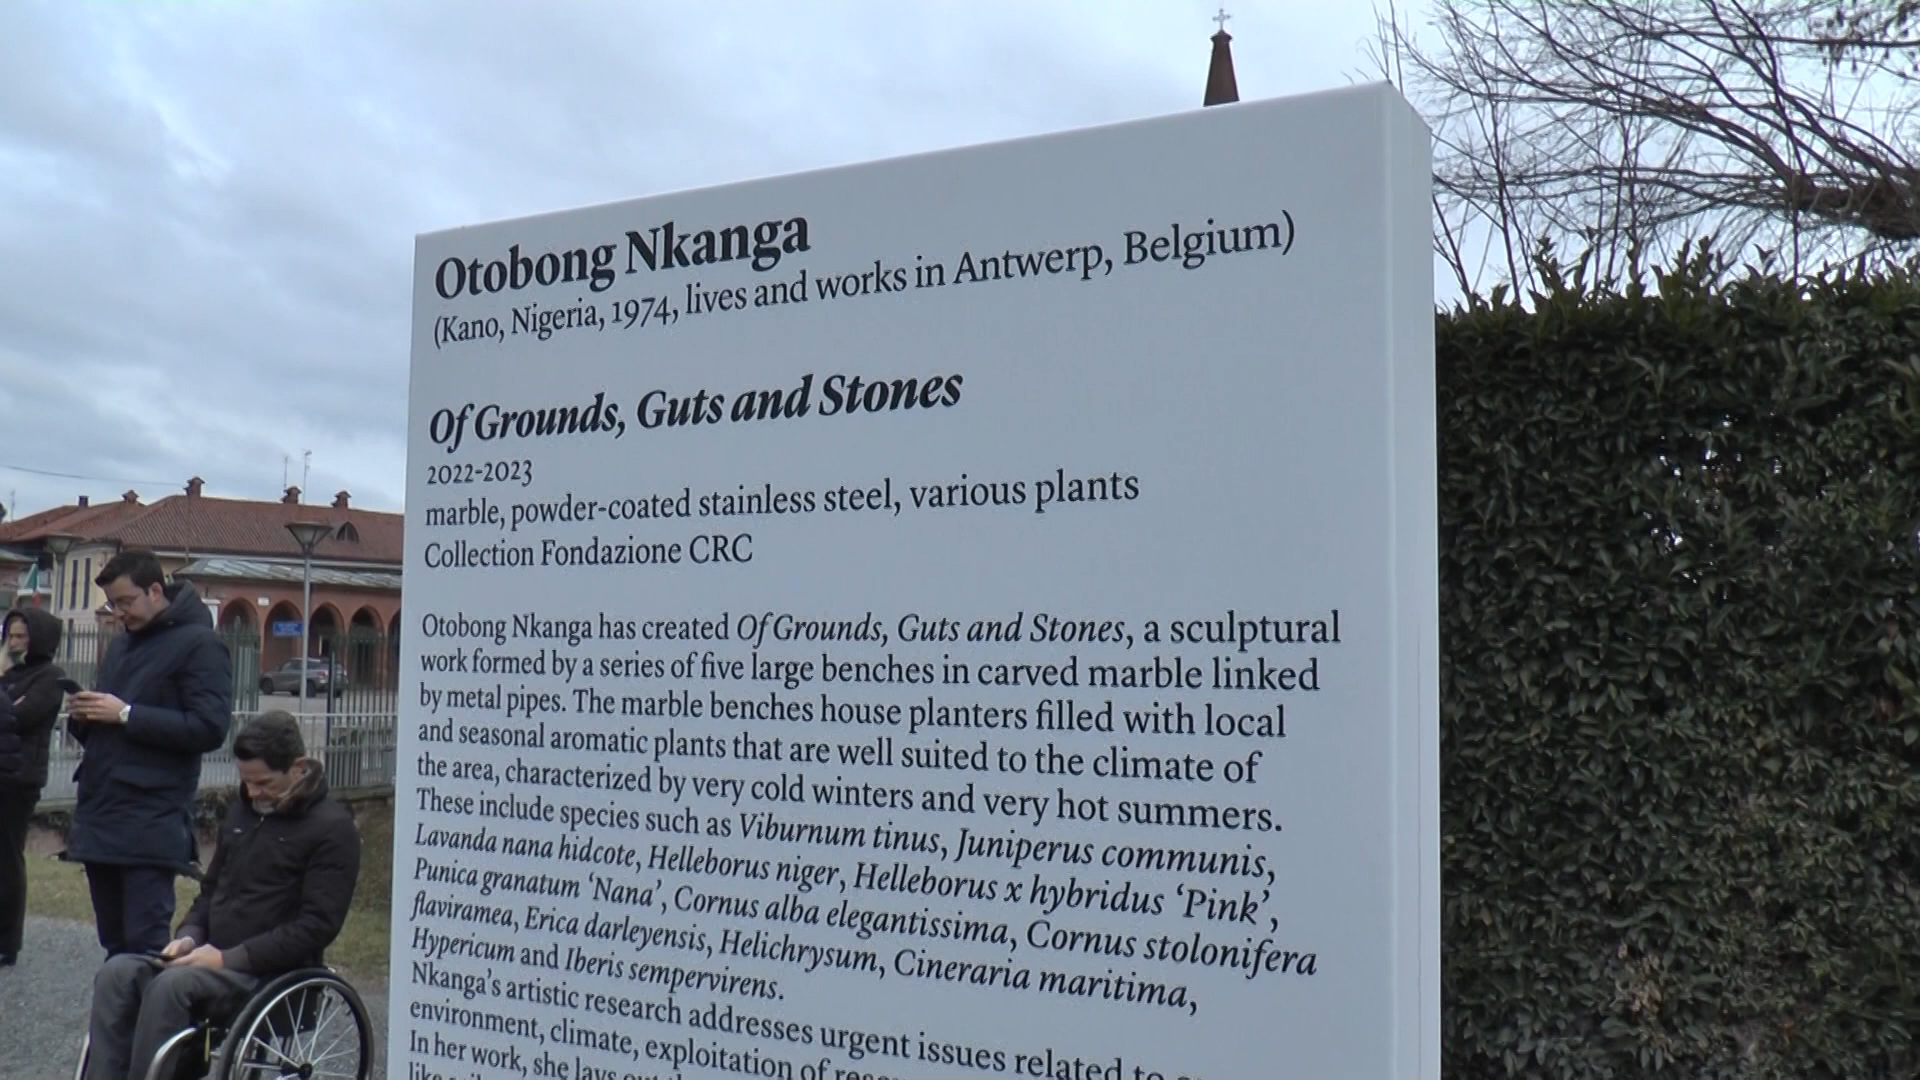 Otobong Nkanga
(Kano, Nigeria, 1974, lives and works in Antwerp, Belgium)
Of Grounds, Guts and Stones
2022-2023
marble, powder-coated stainless steel, various plants
Collection Fondazione CRC
Otobong Nkanga has created Of Grounds, Guts and Stones, a sculptural
work formed by a series of five large benches in carved marble linked
by metal pipes. The marble benches house planters filled with local
and seasonal aromatic plants that are well suited to the climate of
the area, characterized by very cold winters and very hot summers.
These include species such as Viburnum tinus, Juniperus communis,
Lavanda nana hidcote, Helleborus niger, Helleborus x hybridus ‘Pink’,
Punica granatum ‘Nana’, Cornus alba elegantissima, Cornus stolonifera
flaviramea, Erica darleyensis, Helichrysum, Cineraria maritima,
Hypericum and Iberis sempervirens.
Nkanga’s artistic research addresses urgent issues related to
environment, climate, exploitation of
In her work, she lays out
like